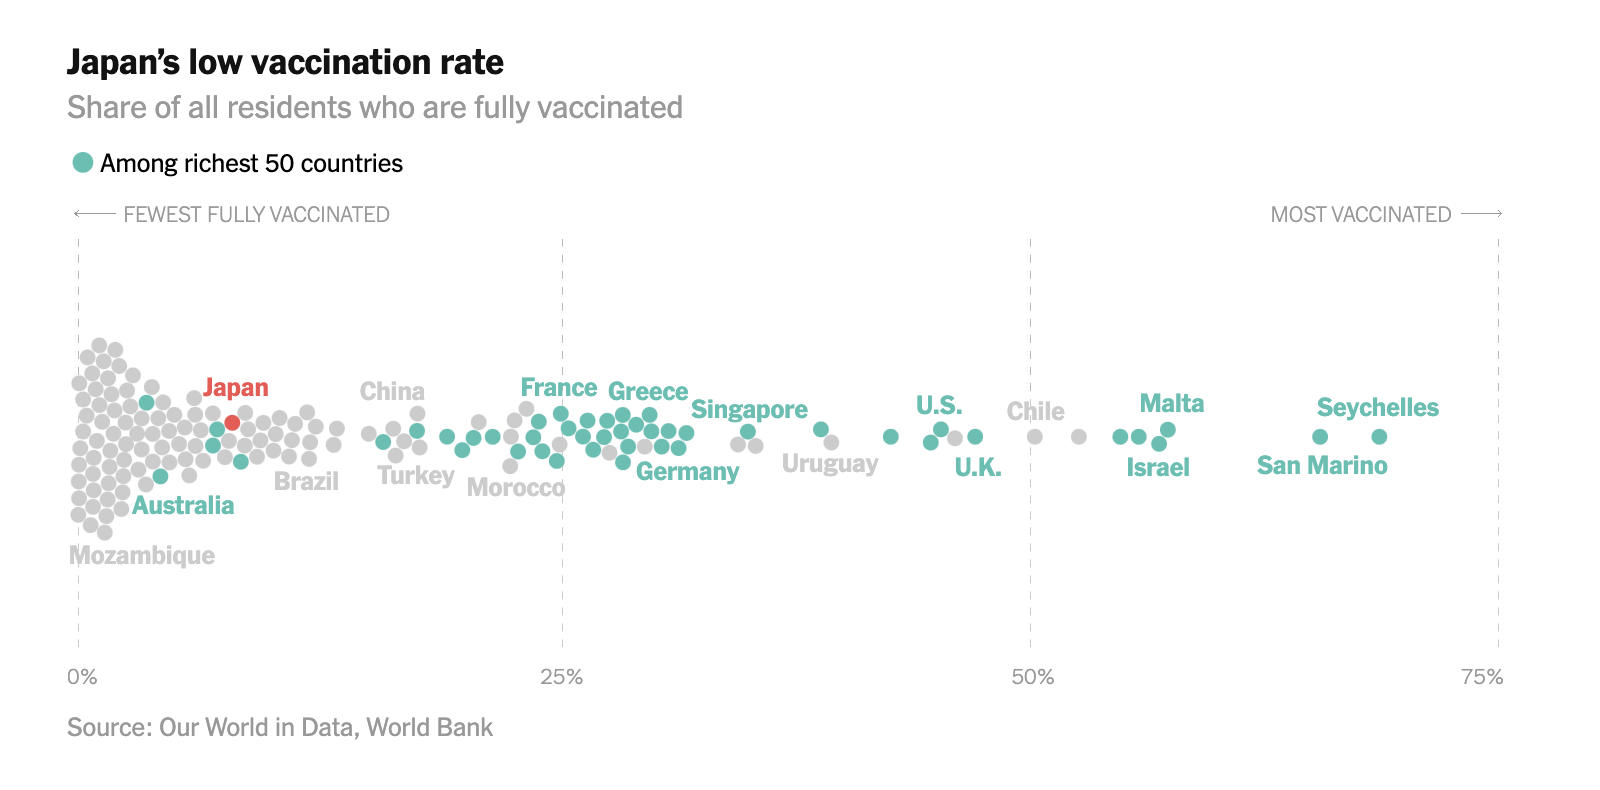 Japan’s low vaccination rate
Share of all residents who are fully vaccinated
Among richest 50 countries
FEWEST FULLY VACCINATED
MOST VACCINATED
Japan
China
France
Greece
Singapore
U.S.
Chile
Malta
Seychelles
Brazil
Turkey
Morocco
Germany
Uruguay
U.K.
Israel
San Marino
Australia
Mozambique
0%
25%
50%
75%
Source: Our World in Data, World Bank